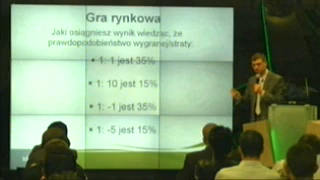 Gra rynkowa
Jaki osiągniesz wynik wiedząc, że
prawdopodobieństwo wygranej/straty:
• 1: 1 jest 35%
• 1: 10 jest 15%
• 1: -1 jest 35%
• 1: -5 jest 15%